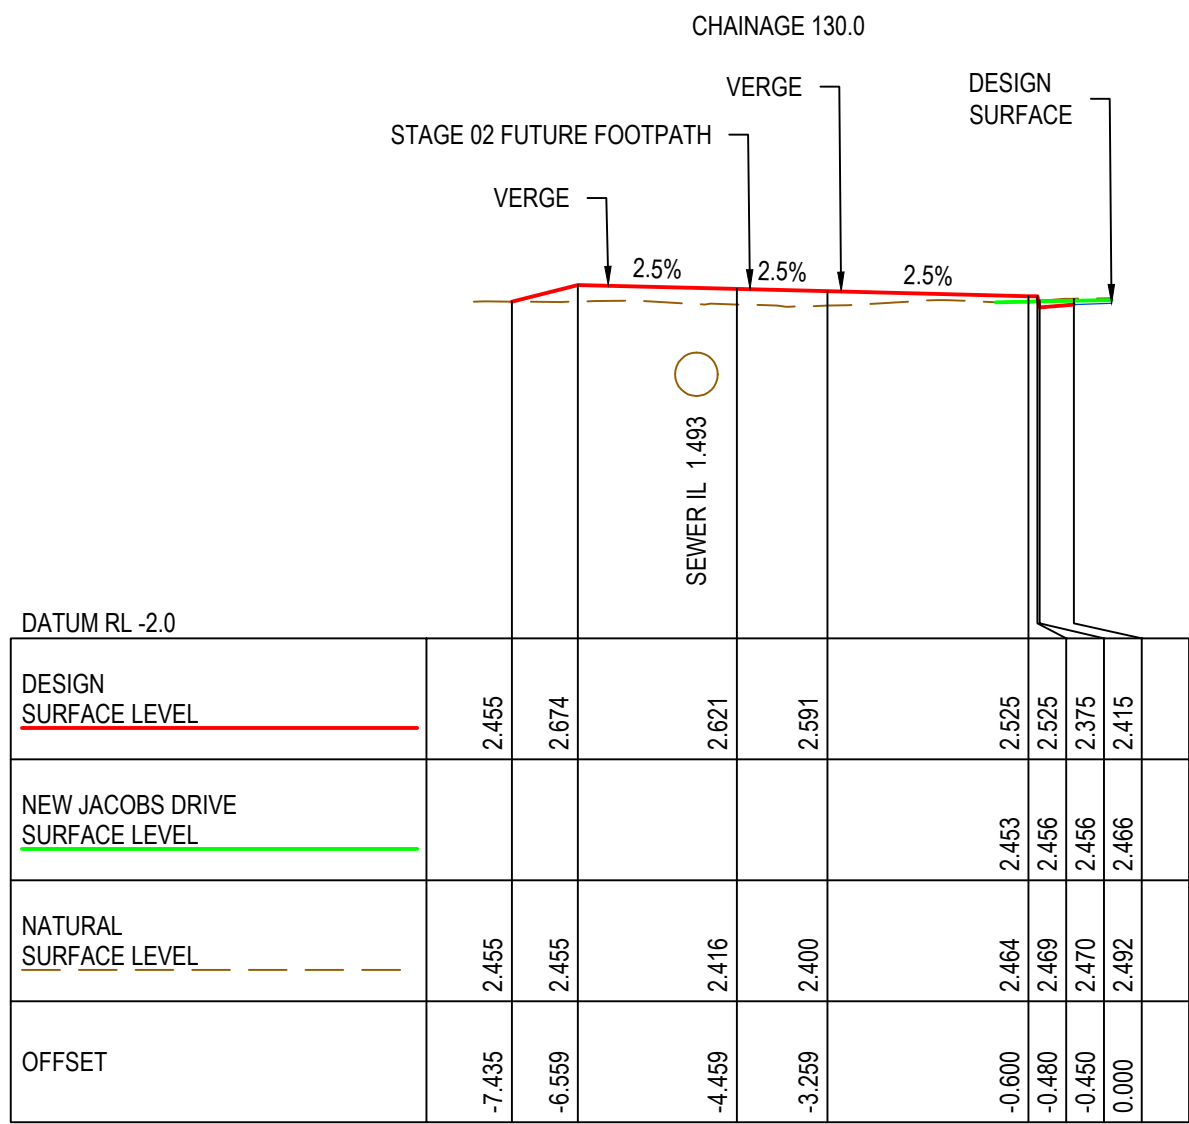 CHAINAGE 130.0
VERGE
DESIGN
SURFACE
STAGE 02 FUTURE FOOTPATH
VERGE
2.5%
2.5%
2.5%
SEWER IL 1.493
DATUM RL -2.0
DESIGN
SURFACE LEVEL
2.455
2.674
2.621
2.591
2.525
2.525
2.375
2.415
NEW JACOBS DRIVE
SURFACE LEVEL
2.453
2.456
2.456
2.466
NATURAL
SURFACE LEVEL
2.455
2.455
2.416
2.400
2.464
2.469
2.470
2.492
OFFSET
-7.435
-6.559
-4.459
-3.259
-0.600
-0.480
-0.450
0.000